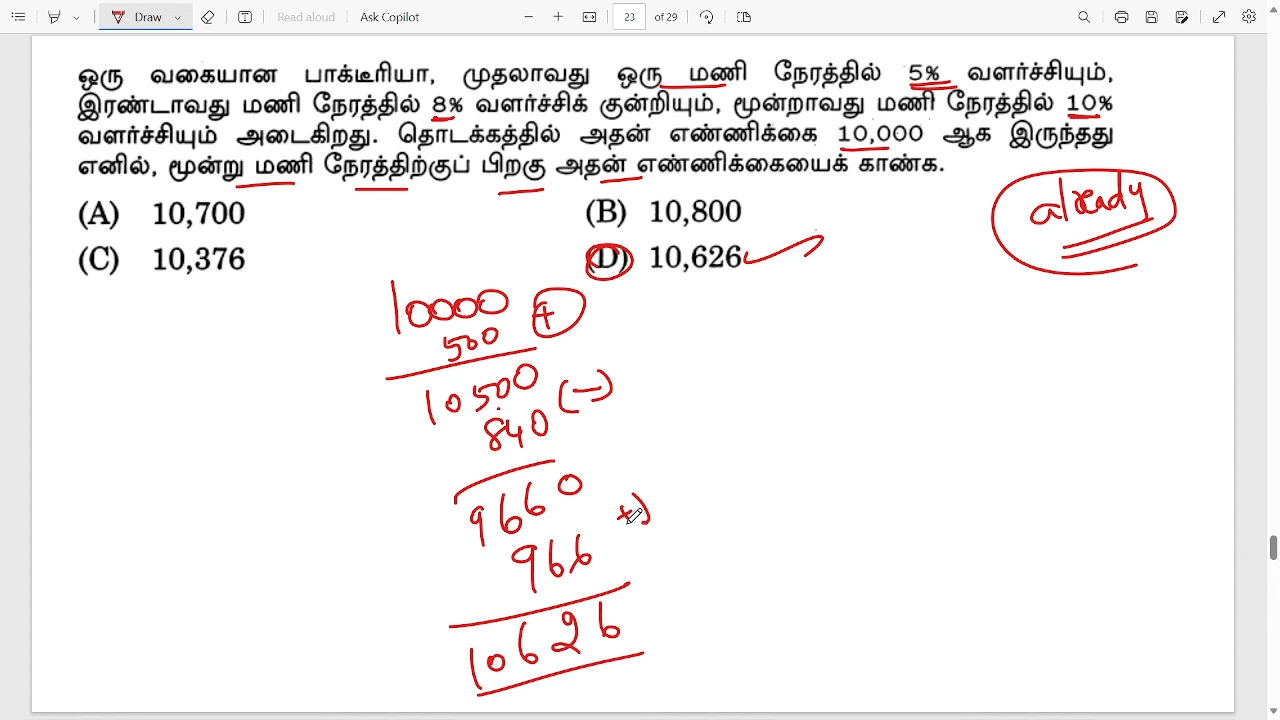 Draw
Read aloud
Ask Copilot
23 of 29
ஒரு வகையான பாக்டீரியா, முதலாவது ஒரு மணி நேரத்தில் 5% வளர்ச்சியும்,
இரண்டாவது மணி நேரத்தில் 8% வளர்ச்சிக் குன்றியும், மூன்றாவது மணி நேரத்தில் 10%
வளர்ச்சியும் அடைகிறது. தொடக்கத்தில் அதன் எண்ணிக்கை 10,000 ஆக இருந்தது
எனில், மூன்று மணி நேரத்திற்குப் பிறகு அதன் எண்ணிக்கையைக் காண்க.
already
(A) 10,700 (B) 10,800
(C) 10,376 (D) 10,626
10000 +
500
10500 (-)
840
9660
966 +)
10626